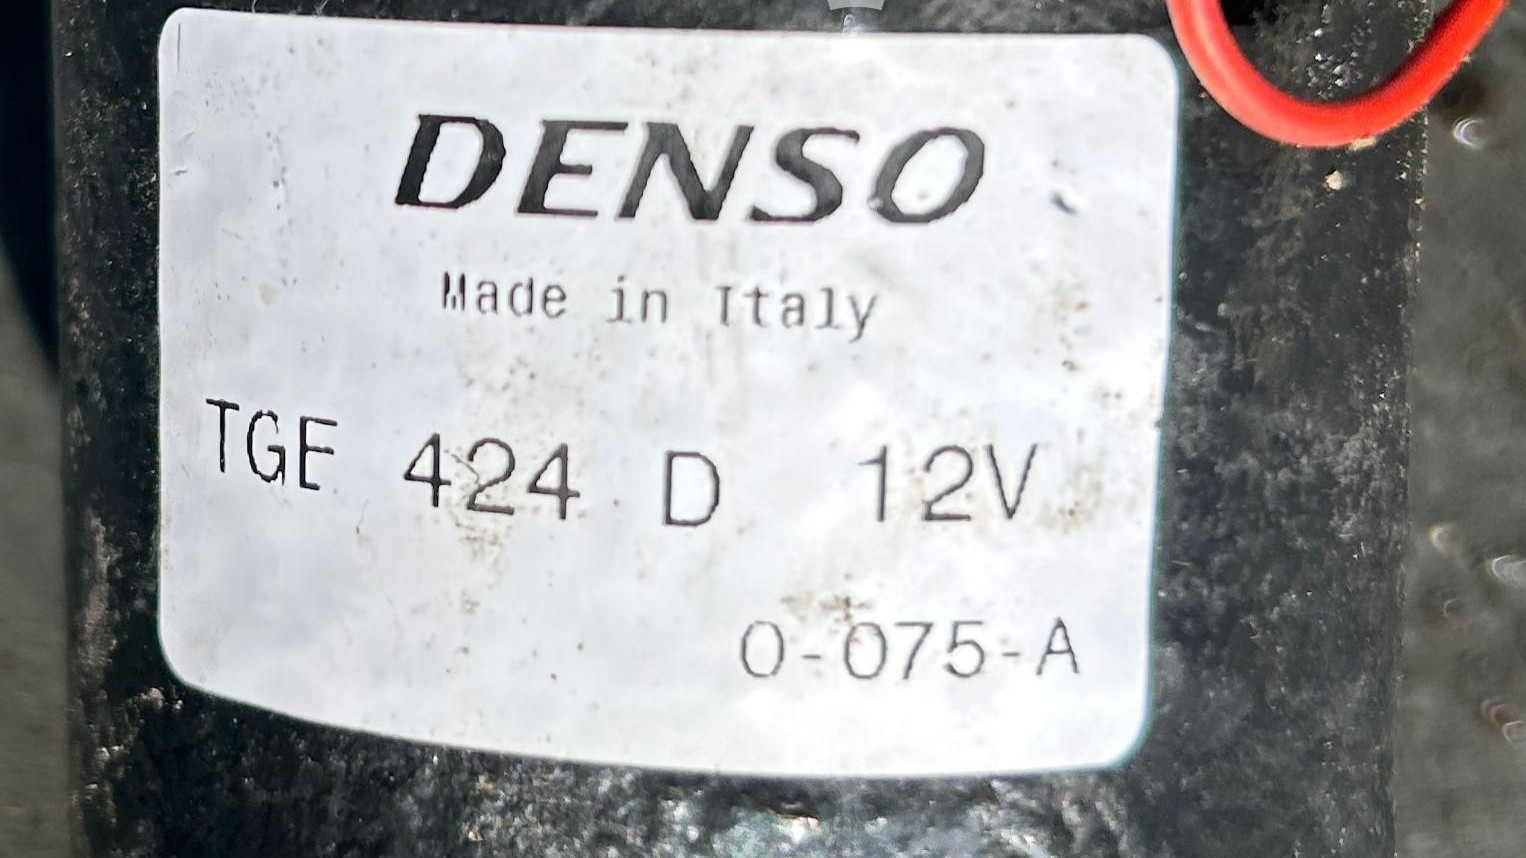 DENSO
Made in Italy
TGE 424 D 12V
0-075-A